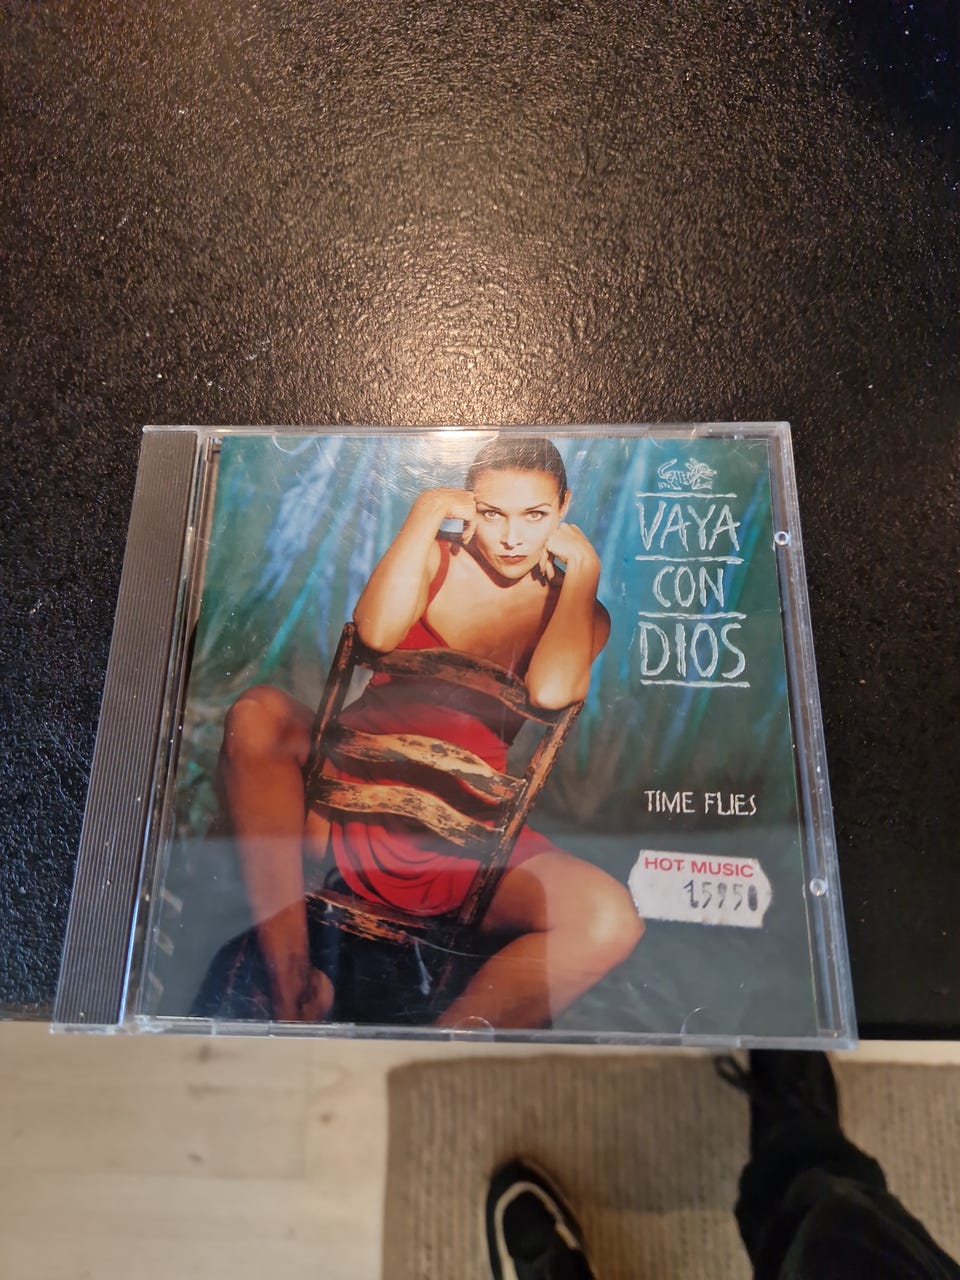 VAYA
CON
DIOS
TIME FLIES
HOT MUSIC
15950